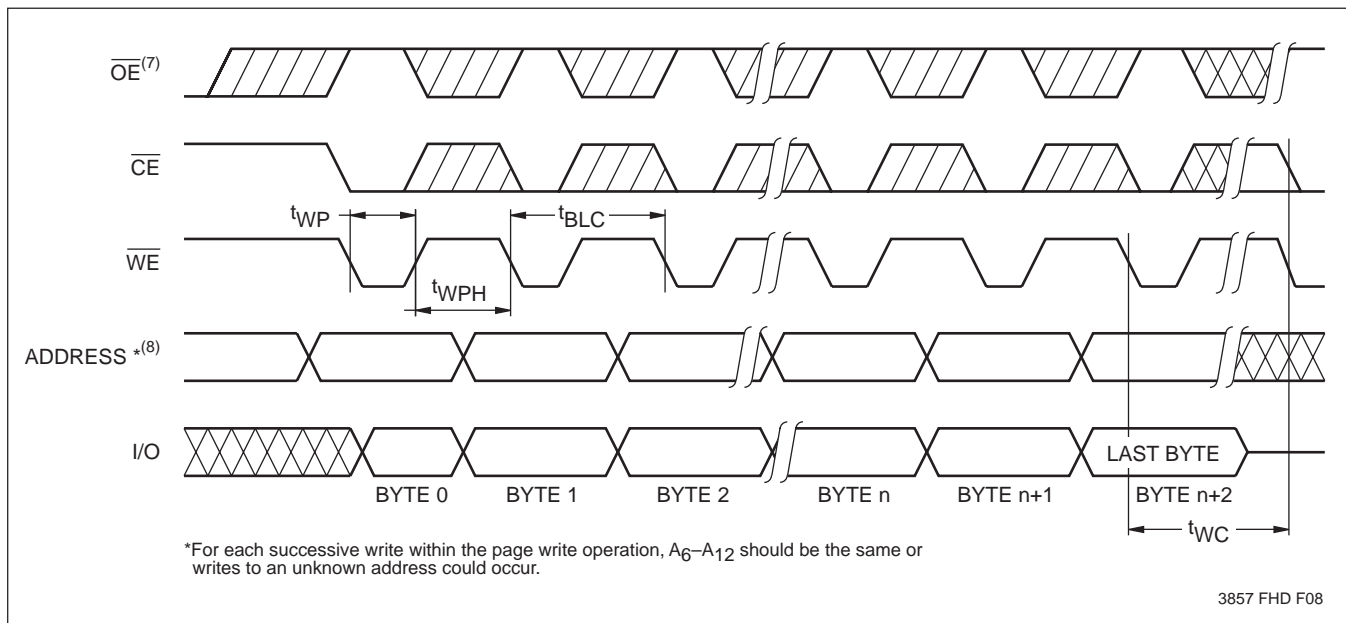 OE(7)
CE
tWP
tBLC
WE
tWPH
ADDRESS *(8)
I/O
LAST BYTE
BYTE 0 BYTE 1 BYTE 2 BYTE n BYTE n+1 BYTE n+2
tWC
*For each successive write within the page write operation, A6–A12 should be the same or
writes to an unknown address could occur.
3857 FHD F08